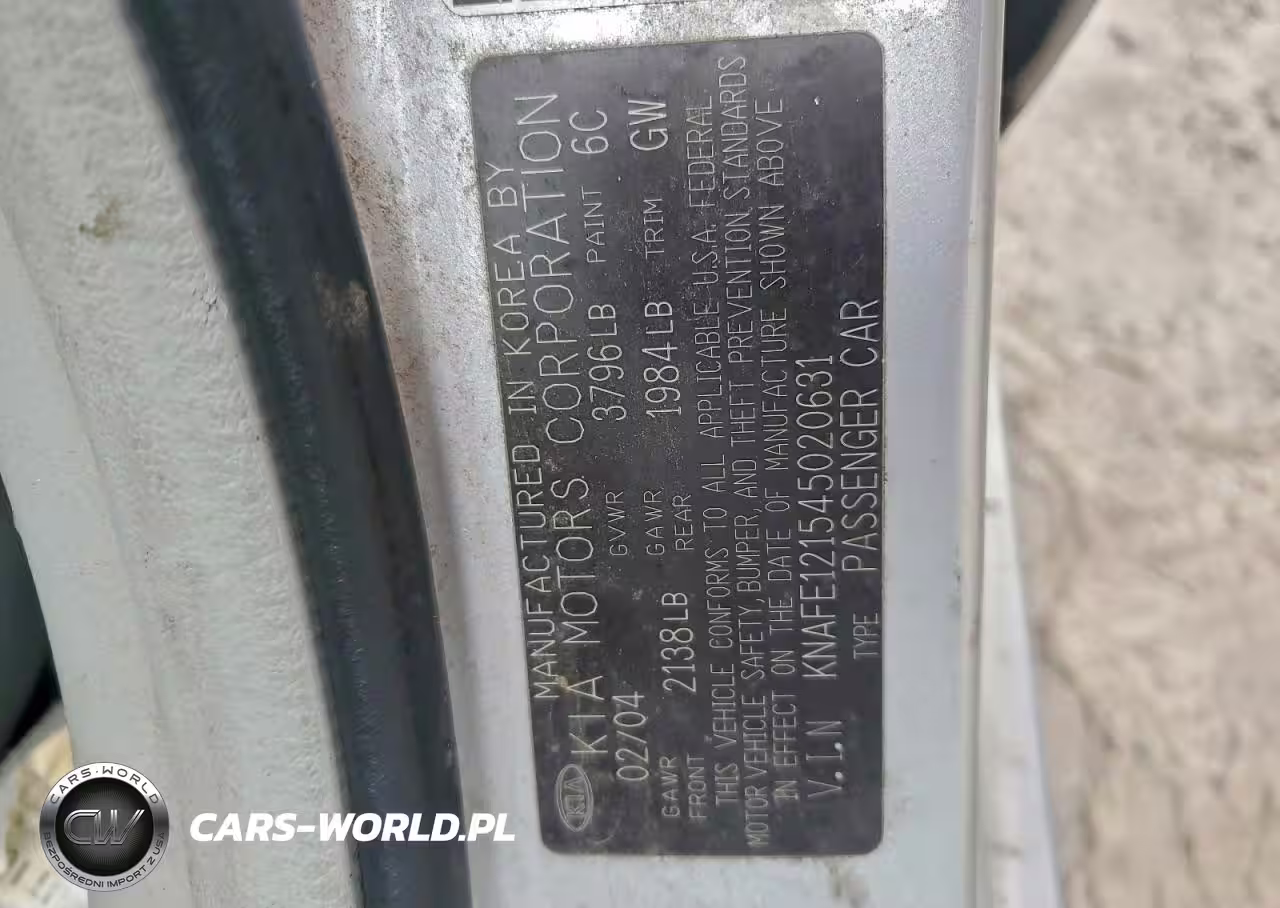 MANUFACTURED IN KOREA BY
KIA KIA MOTORS CORPORATION
02/04 GVWR 3796LB PAINT 6C
GAWR FRONT 2138LB GAWR REAR 1984LB TRIM GW
THIS VEHICLE CONFORMS TO ALL APPLICABLE U.S.A. FEDERAL
MOTOR VEHICLE SAFETY, BUMPER, AND THEFT PREVENTION STANDARDS
IN EFFECT ON THE DATE OF MANUFACTURE SHOWN ABOVE.
V.I.N KNAFE121545020631
TYPE PASSENGER CAR
CARS-WORLD
CW
BEZPOŚREDNI IMPORT Z USA
CARS-WORLD.PL